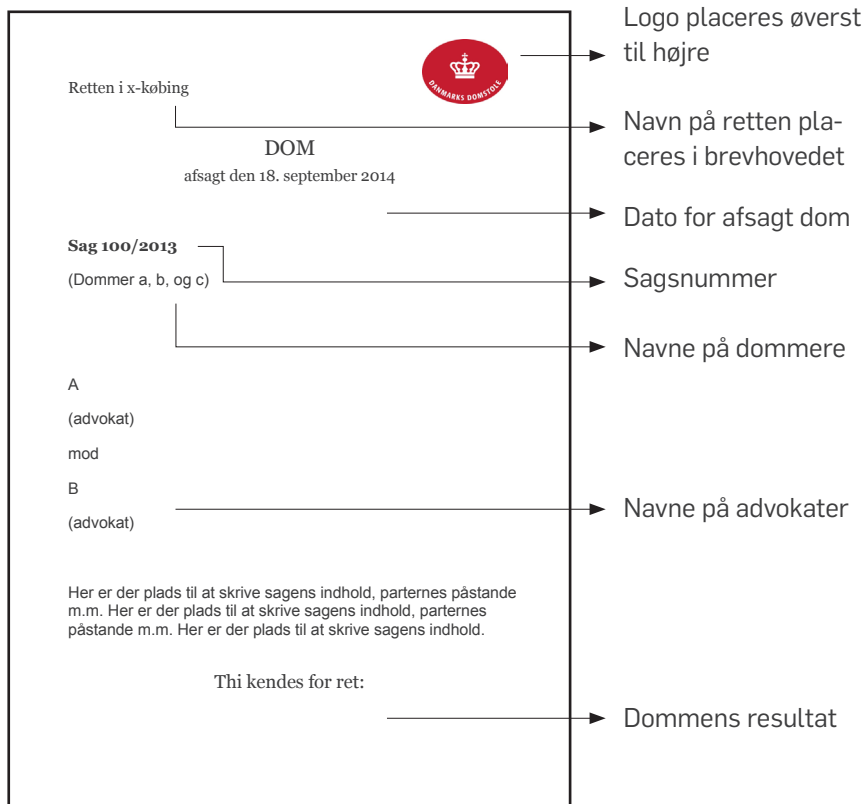 Logo placeres øverst
til højre
DANMARKS DOMSTOLE
Retten i x-købing
Navn på retten pla-
ceres i brevhovedet
DOM
afsagt den 18. september 2014
Dato for afsagt dom
Sag 100/2013
Sagsnummer
(Dommer a, b, og c)
Navne på dommere
A
(advokat)
mod
B
Navne på advokater
(advokat)
Her er der plads til at skrive sagens indhold, parternes påstande
m.m. Her er der plads til at skrive sagens indhold, parternes
påstande m.m. Her er der plads til at skrive sagens indhold.
Thi kendes for ret:
Dommens resultat